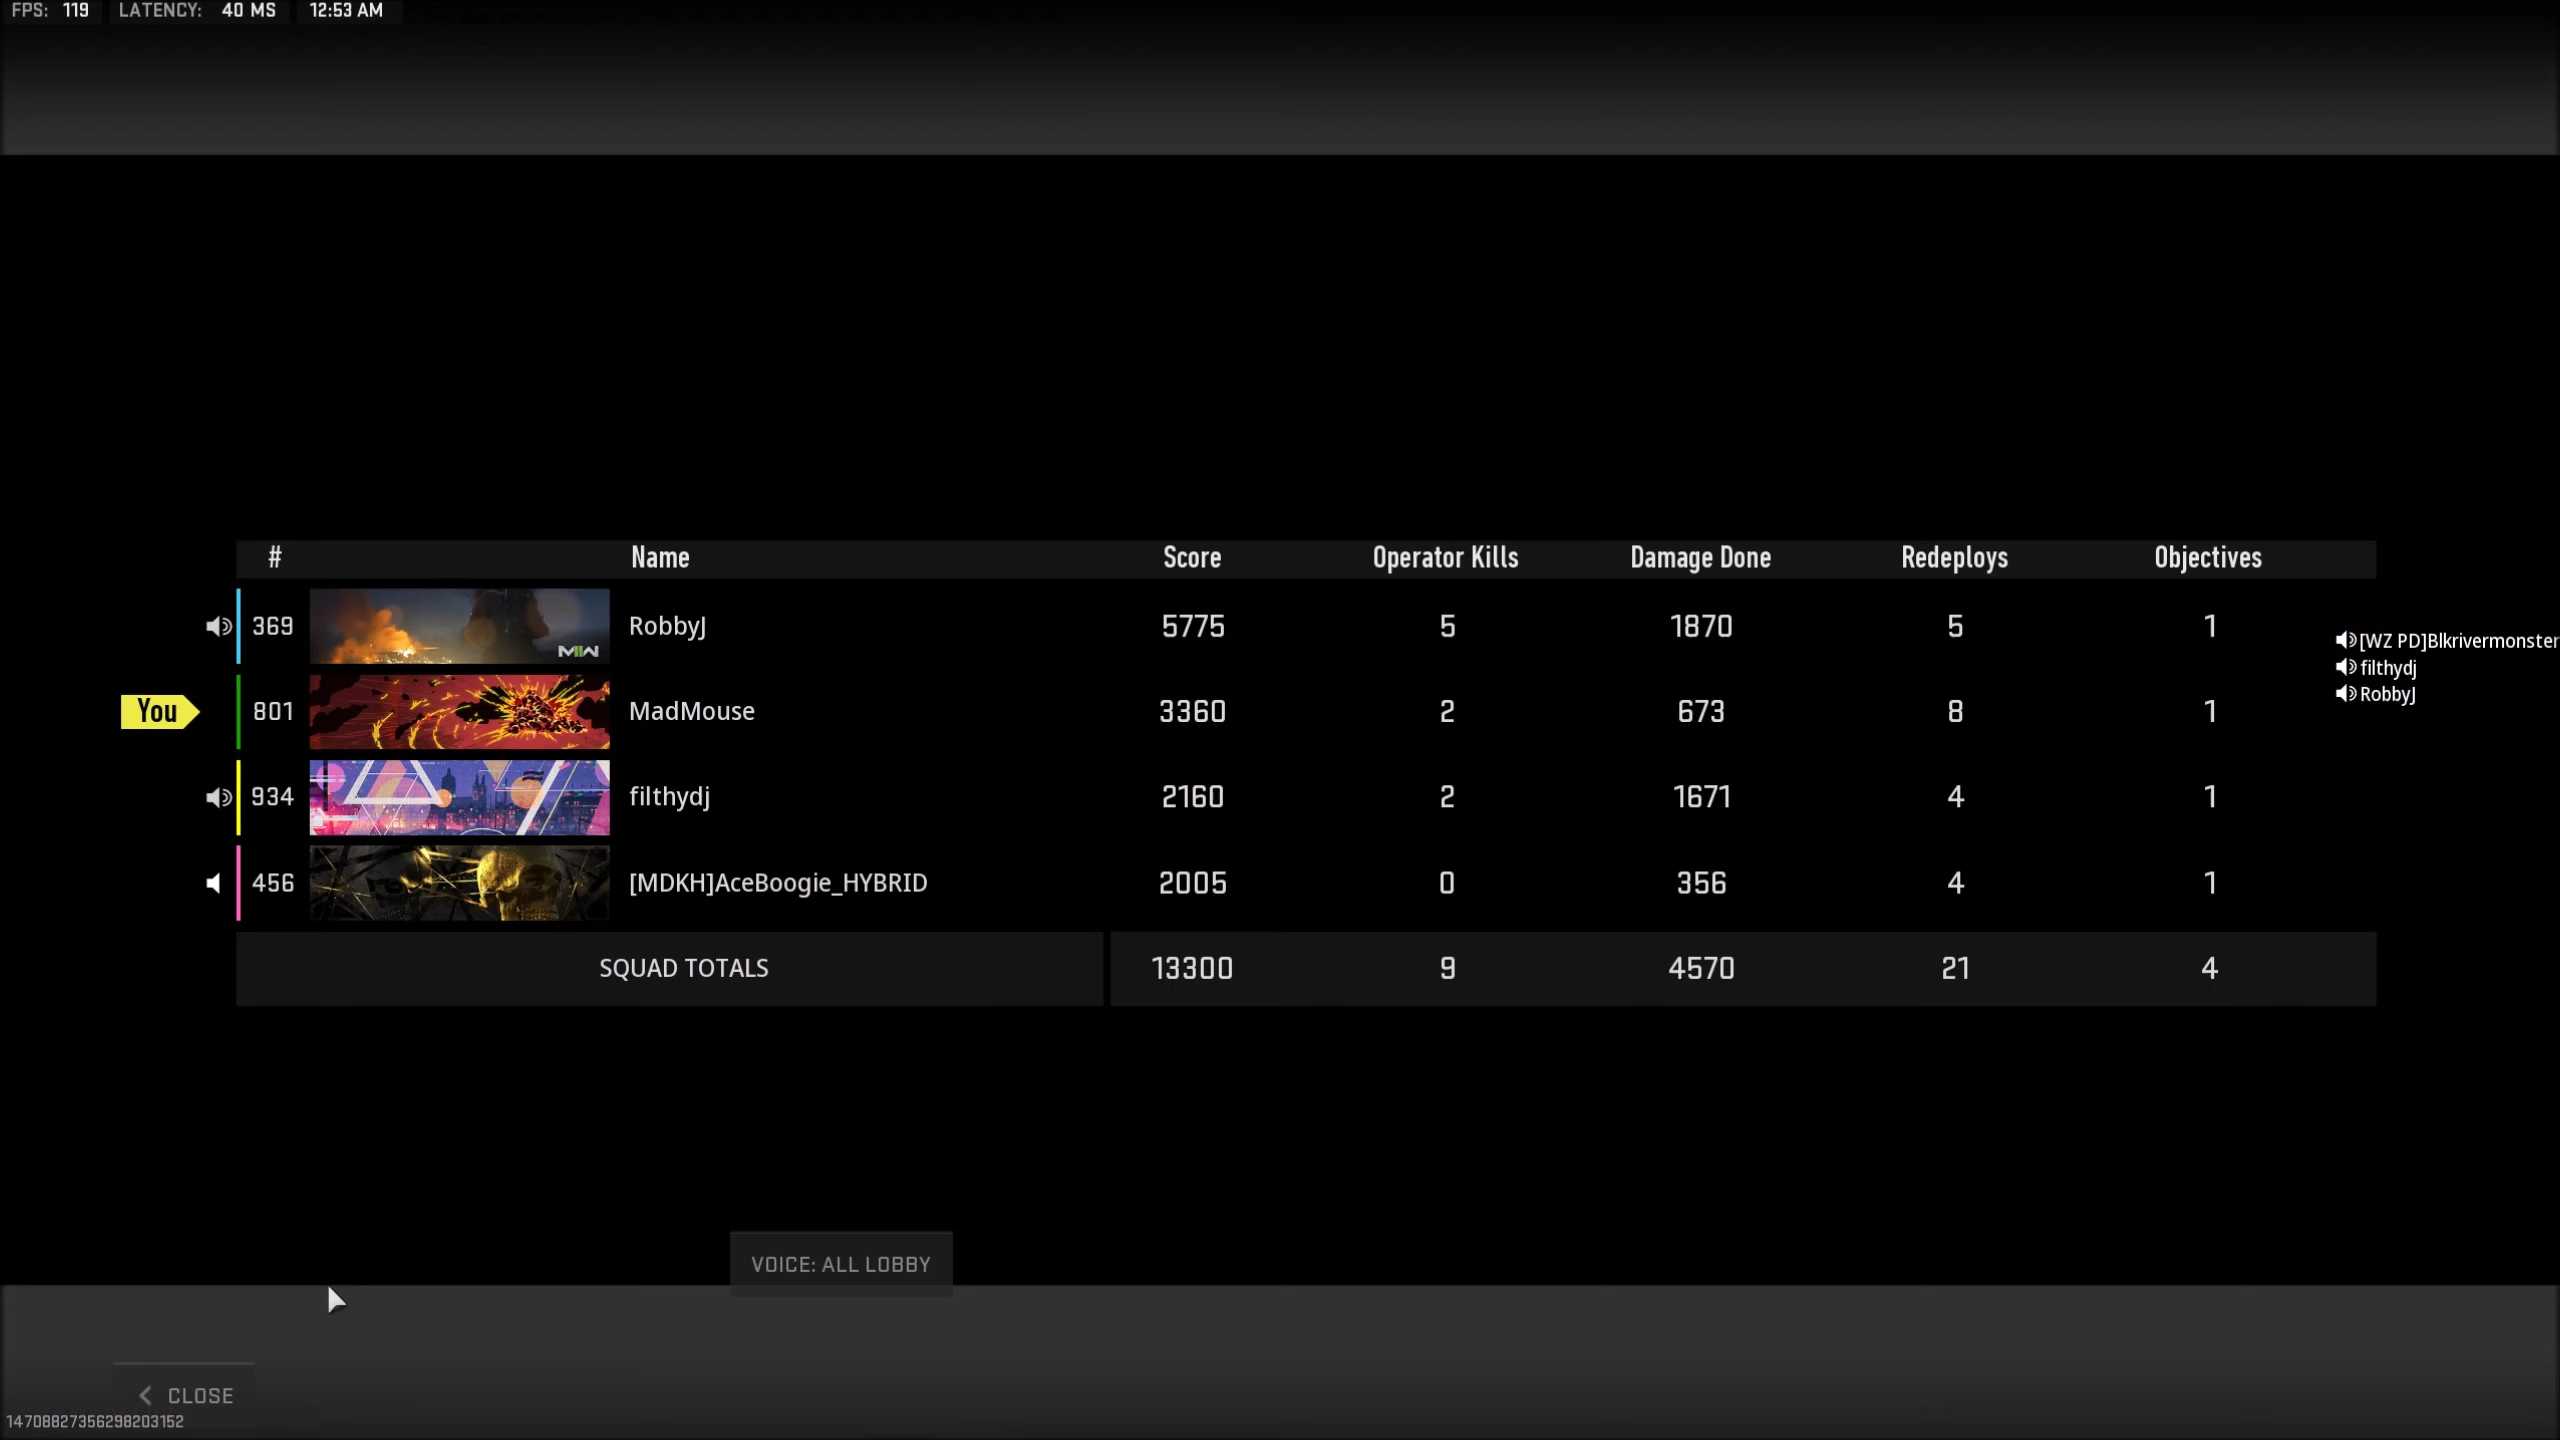 FPS: 119 LATENCY: 40 MS 12:53 AM
# Name Score Operator Kills Damage Done Redeploys Objectives
369 MWII RobbyJ 5775 5 1870 5 1
You 801 MadMouse 3360 2 673 8 1
934 filthydj 2160 2 1671 4 1
456 [MDKH]AceBoogie_HYBRID 2005 0 356 4 1
SQUAD TOTALS 13300 9 4570 21 4
[WZ PD]Blkrivermonster
filthydj
RobbyJ
VOICE: ALL LOBBY
CLOSE
14708827356298203152